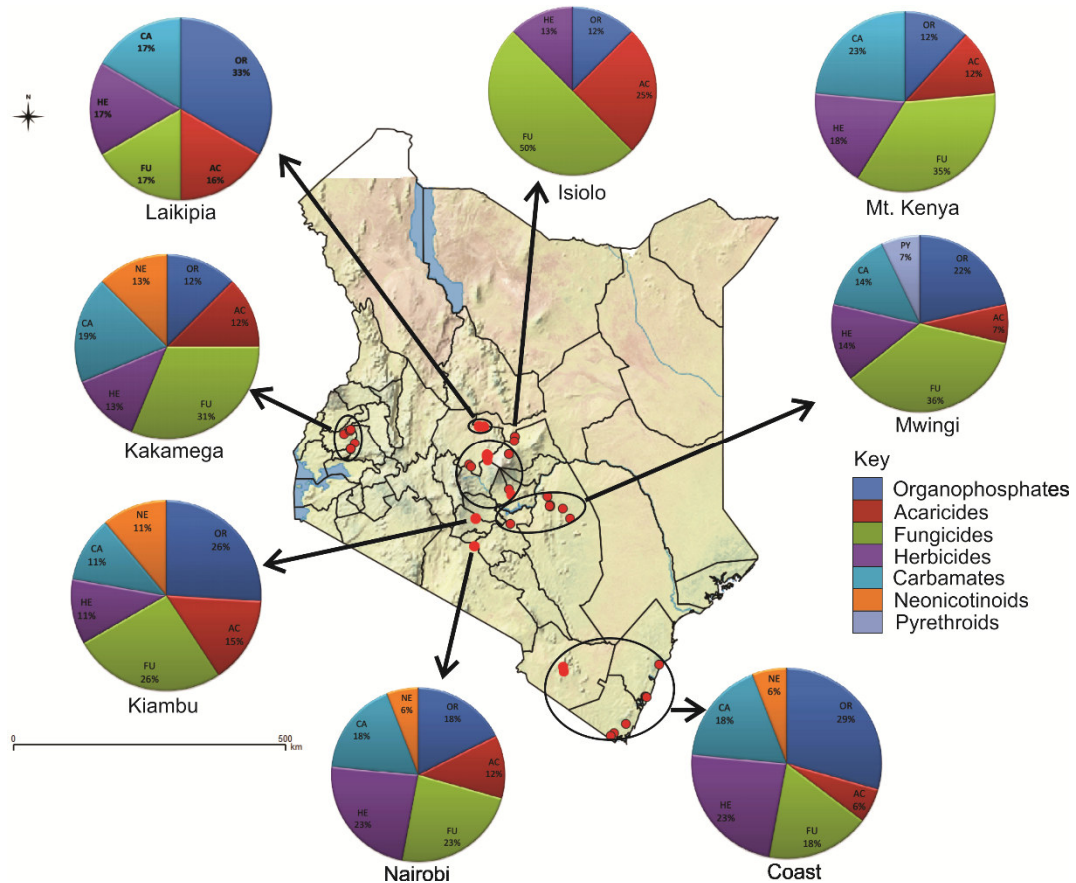 CA
17%
OR
33%
HE
17%
FU
17%
AC
16%
Laikipia
HE
13%
OR
12%
AC
25%
FU
50%
Isiolo
CA
23%
OR
12%
AC
12%
HE
18%
FU
35%
Mt. Kenya
N
NE
13%
OR
12%
CA
19%
AC
12%
HE
13%
FU
31%
Kakamega
PY
7%
OR
22%
CA
14%
AC
7%
HE
14%
FU
36%
Mwingi
Key
Organophosphates
Acaricides
Fungicides
Herbicides
Carbamates
Neonicotinoids
Pyrethroids
NE
11%
OR
26%
CA
11%
HE
11%
AC
15%
FU
26%
Kiambu
0
500
km
NE
6%
OR
18%
CA
18%
AC
12%
HE
23%
FU
23%
Nairobi
NE
6%
OR
29%
CA
18%
AC
6%
HE
23%
FU
18%
Coast